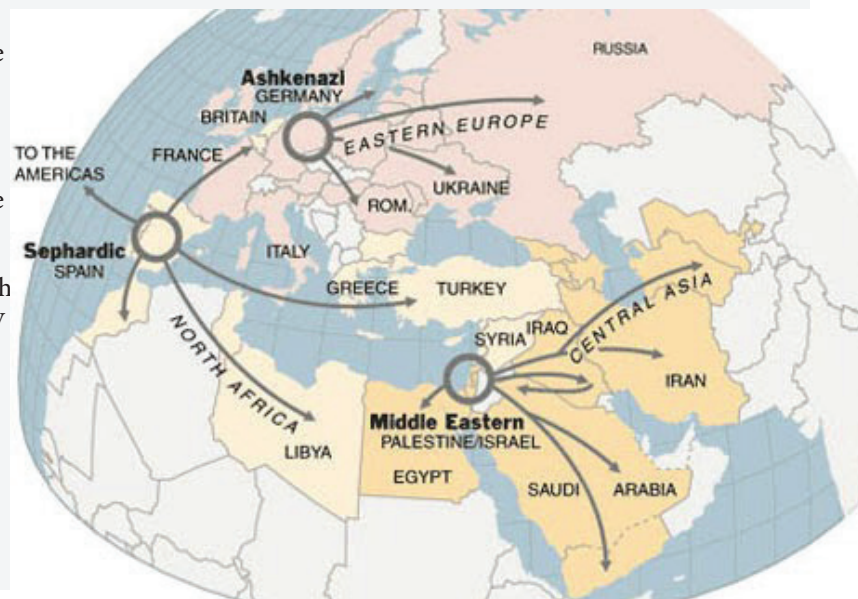 e
RUSSIA
Ashkenazi
GERMANY
BRITAIN
EASTERN EUROPE
TO THE
AMERICAS
FRANCE
UKRAINE
e
ROM.
Sephardic
SPAIN
ITALY
h
GREECE
TURKEY
CENTRAL ASIA
y
NORTH AFRICA
SYRIA
IRAQ
IRAN
Middle Eastern
PALESTINE/ISRAEL
LIBYA
EGYPT
SAUDI ARABIA